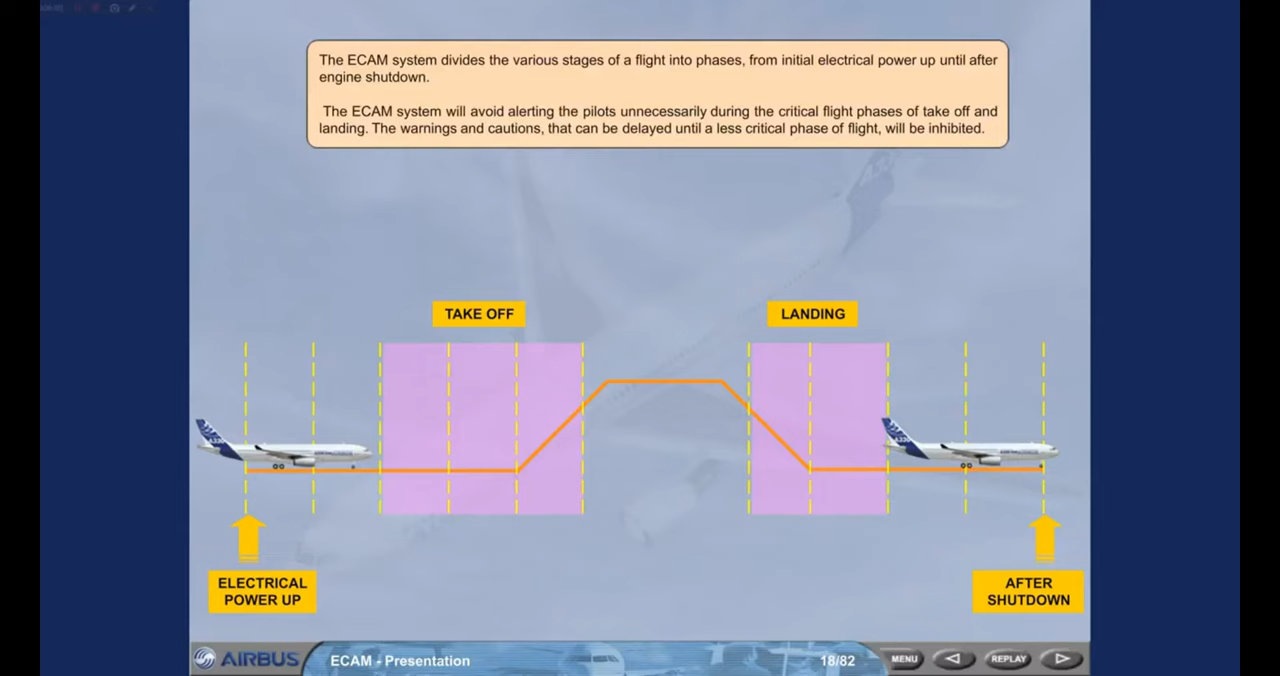 The ECAM system divides the various stages of a flight into phases, from initial electrical power up until after
engine shutdown.
The ECAM system will avoid alerting the pilots unnecessarily during the critical flight phases of take off and
landing. The warnings and cautions, that can be delayed until a less critical phase of flight, will be inhibited.
TAKE OFF
LANDING
ELECTRICAL
POWER UP
AFTER
SHUTDOWN
AIRBUS
ECAM - Presentation
18/82
MENU
REPLAY